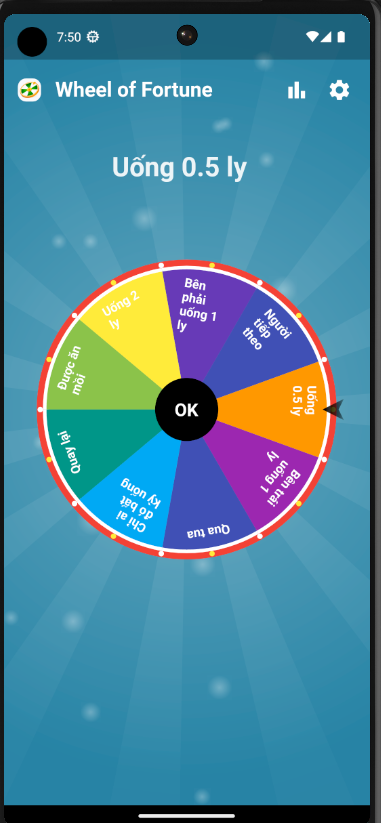 7:50
Wheel of Fortune
Uống 0.5 ly
Bên
phải
uống 1
ly
Người
tiếp
theo
Uống
0.5 ly
Bên trái
uống 1
ly
Qua tua
Chỉ ai
đó bất
kỳ uống
Quay lại
Được ăn
mồi
Uống 2
ly
OK